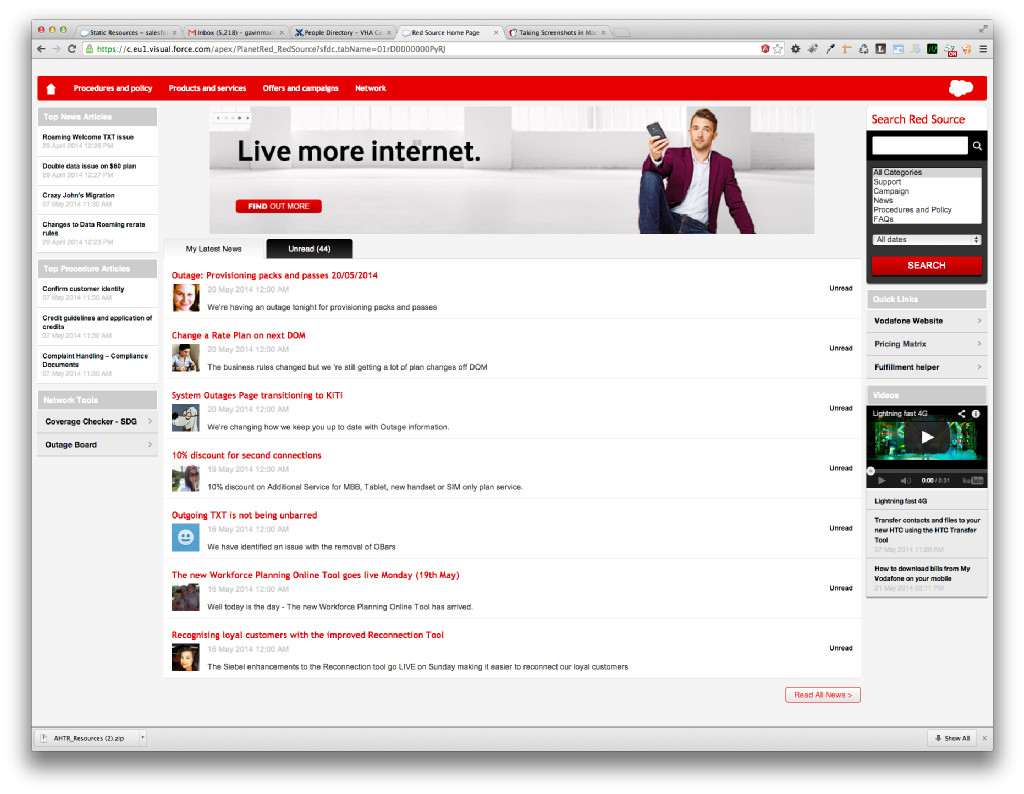 Static Resources ~ salesfor
Inbox (5,218) - gavinmac
People Directory - VHA Ca
Red Source Home Page
Taking Screenshots in Mac
https://c.eu1.visual.force.com/apex/PlanetRed_RedSource?sfdc.tabName=01rD0000000PyRJ
Procedures and policy
Products and services
Offers and campaigns
Network
Top News Articles
Roaming Welcome TXT issue
29 April 2014 12:28 PM
Double data issue on $60 plan
29 April 2014 12:27 PM
Crazy John's Migration
07 May 2014 11:30 AM
Changes to Data Roaming rerate
rules
29 April 2014 12:23 PM
Top Procedure Articles
Confirm customer identity
07 May 2014 11:30 AM
Credit guidelines and application of
credits
07 May 2014 11:30 AM
Complaint Handling – Compliance
Documents
07 May 2014 11:30 AM
Network Tools
Coverage Checker - SDG
Outage Board
Live more internet.
FIND OUT MORE
My Latest News
Unread (44)
Outage: Provisioning packs and passes 20/05/2014
20 May 2014 12:00 AM
We're having an outage tonight for provisioning packs and passes
Unread
Change a Rate Plan on next DOM
20 May 2014 12:00 AM
The business rules changed but we 're still getting a lot of plan changes off DOM
Unread
System Outages Page transitioning to KITI
20 May 2014 12:00 AM
We're changing how we keep you up to date with Outage information.
Unread
10% discount for second connections
19 May 2014 12:00 AM
10% discount on Additional Service for MBB, Tablet, new handset or SIM only plan service.
Unread
Outgoing TXT is not being unbarred
16 May 2014 12:00 AM
We have identified an issue with the removal of OBars
Unread
The new Workforce Planning Online Tool goes live Monday (19th May)
16 May 2014 12:00 AM
Well today is the day - The new Workforce Planning Online Tool has arrived.
Unread
Recognising loyal customers with the improved Reconnection Tool
16 May 2014 12:00 AM
The Siebel enhancements to the Reconnection tool go LIVE on Sunday making it easier to reconnect our loyal customers
Unread
Read All News >
Search Red Source
All Categories
Support
Campaign
News
Procedures and Policy
FAQs
All dates
SEARCH
Quick Links
Vodafone Website
Pricing Matrix
Fulfillment helper
Videos
Lightning fast 4G
0:00 / 0:31
YouTube
Lightning fast 4G
Transfer contacts and files to your
new HTC using the HTC Transfer
Tool
07 May 2014 11:00 AM
How to download bills from My
Vodafone on your mobile
21 May 2014 02:11 PM
AHTR_Resources (2).zip
Show All